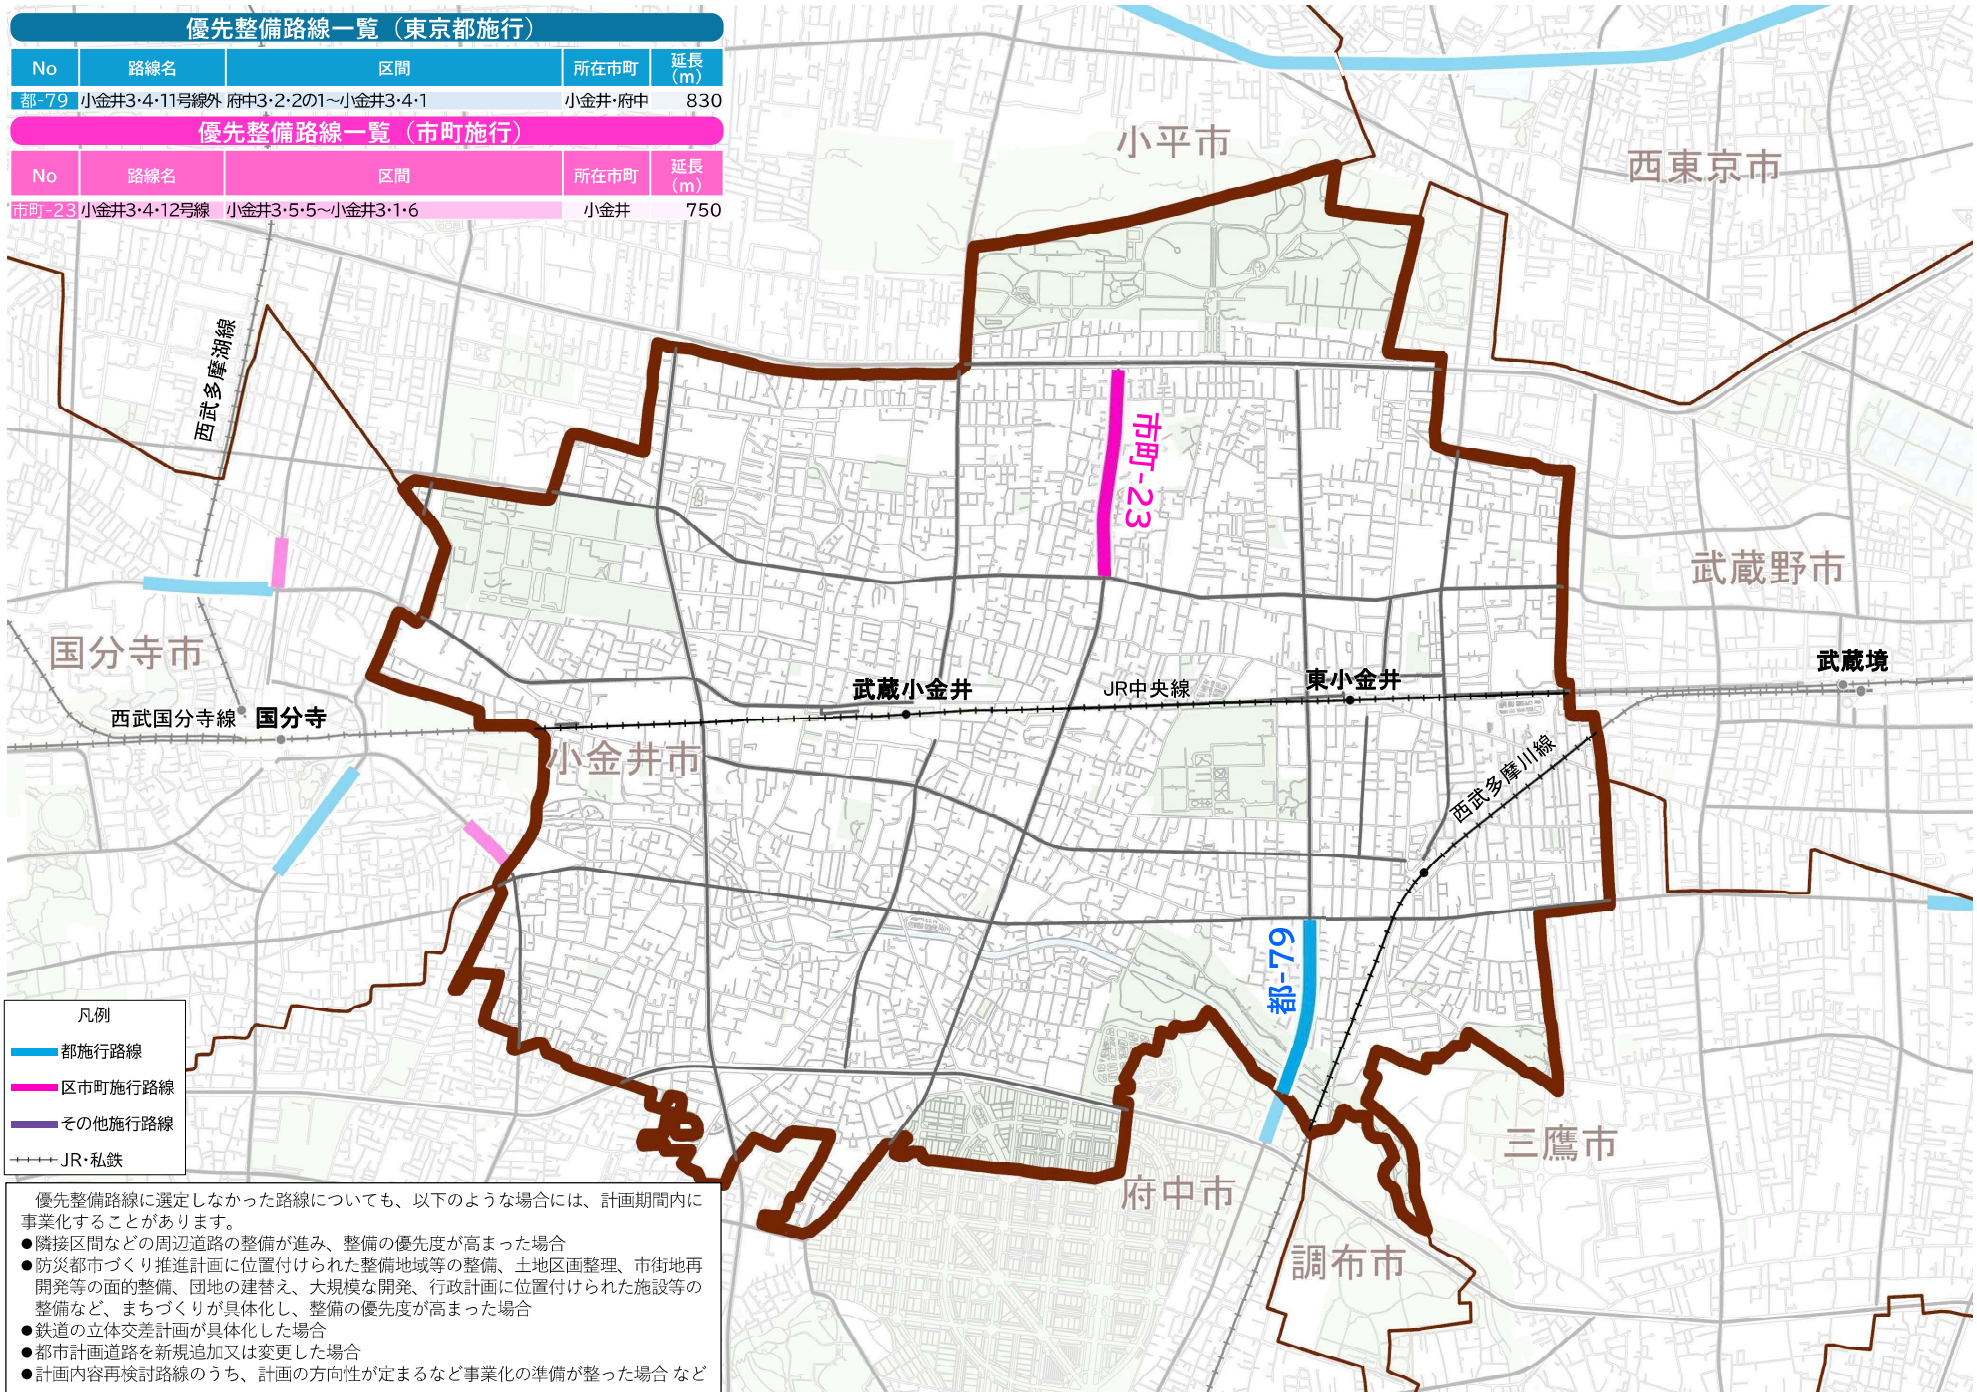 優先整備路線一覧（東京都施行）
No 路線名 区間 所在市町 延長（m）
都-79 小金井3・4・11号線外 府中3・2・2の1～小金井3・4・1 小金井・府中 830
優先整備路線一覧（市町施行）
No 路線名 区間 所在市町 延長（m）
市町-23 小金井3・4・12号線 小金井3・5・5～小金井3・1・6 小金井 750
小平市
西東京市
西武多摩湖線
市町-23
武蔵野市
国分寺市
武蔵境
武蔵小金井
JR中央線
東小金井
西武国分寺線
国分寺
小金井市
西武多摩川線
都-79
三鷹市
府中市
調布市
凡例
都施行路線
区市町施行路線
その他施行路線
JR・私鉄
優先整備路線に選定しなかった路線についても、以下のような場合には、計画期間内に
事業化することがあります。
●隣接区間などの周辺道路の整備が進み、整備の優先度が高まった場合
●防災都市づくり推進計画に位置付けられた整備地域等の整備、土地区画整理、市街地再
開発等の面的整備、団地の建替え、大規模な開発、行政計画に位置付けられた施設等の
整備など、まちづくりが具体化し、整備の優先度が高まった場合
●鉄道の立体交差計画が具体化した場合
●都市計画道路を新規追加又は変更した場合
●計画内容再検討路線のうち、計画の方向性が定まるなど事業化の準備が整った場合 など